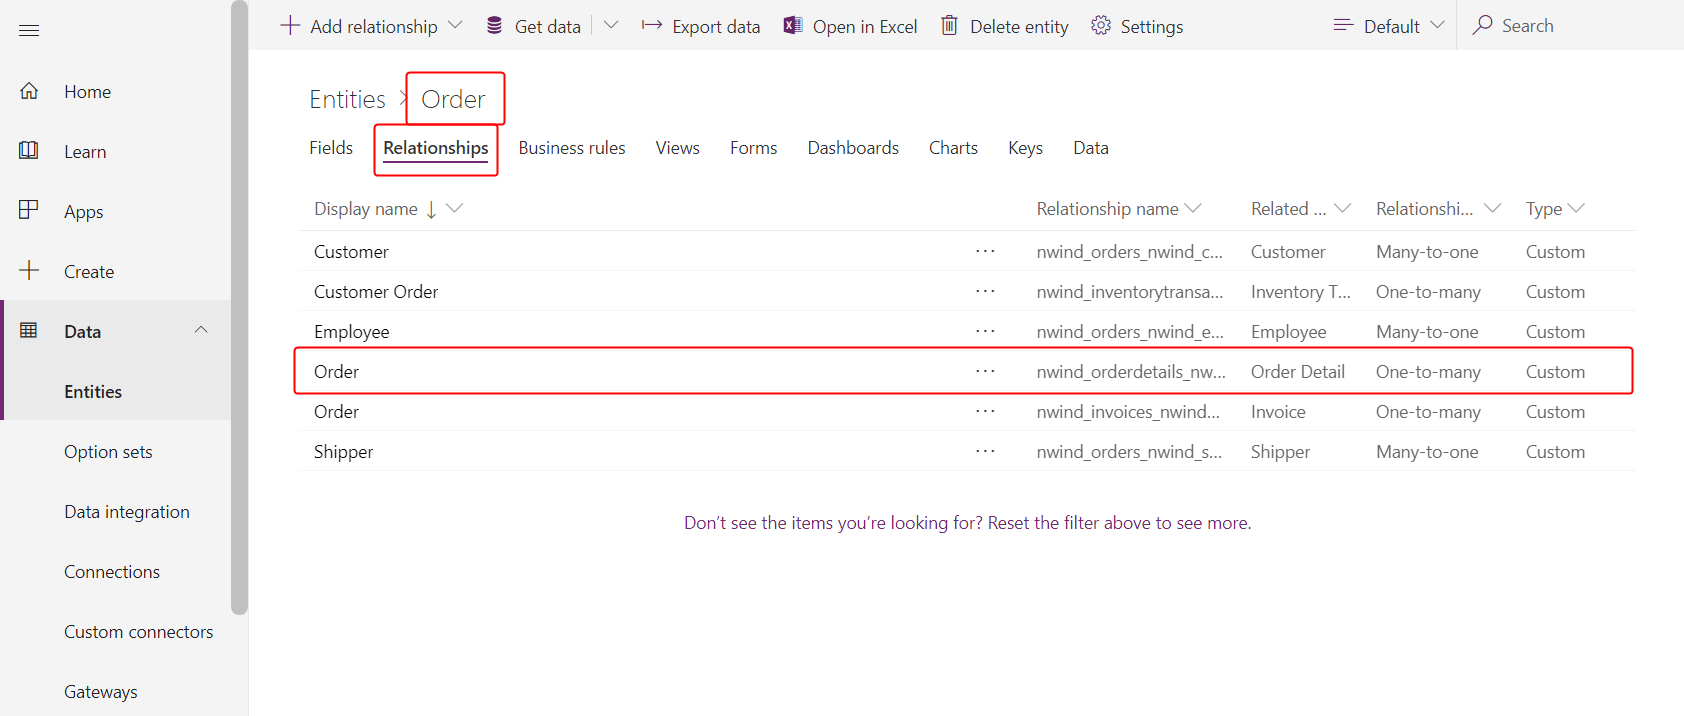 Add relationship Get data Export data Open in Excel Delete entity Settings Default Search
Home
Learn
Apps
Create
Data
Entities
Option sets
Data integration
Connections
Custom connectors
Gateways
Entities > Order
Fields Relationships Business rules Views Forms Dashboards Charts Keys Data
Display name ↓ Relationship name Related ... Relationshi... Type
Customer ··· nwind_orders_nwind_c... Customer Many-to-one Custom
Customer Order ··· nwind_inventorytransa... Inventory T... One-to-many Custom
Employee ··· nwind_orders_nwind_e... Employee Many-to-one Custom
Order ··· nwind_orderdetails_nw... Order Detail One-to-many Custom
Order ··· nwind_invoices_nwind... Invoice One-to-many Custom
Shipper ··· nwind_orders_nwind_s... Shipper Many-to-one Custom
Don't see the items you're looking for? Reset the filter above to see more.